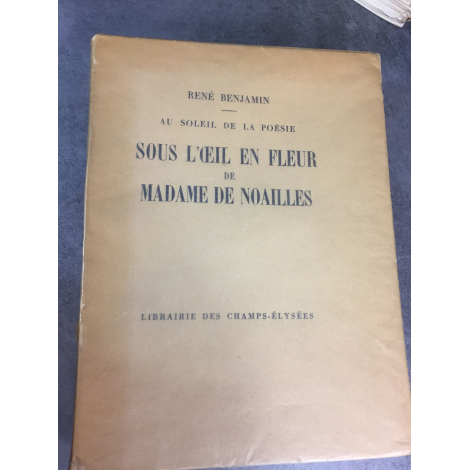 RENÉ BENJAMIN
AU SOLEIL DE LA POÉSIE
SOUS L'ŒIL EN FLEUR
DE
MADAME DE NOAILLES
LIBRAIRIE DES CHAMPS-ÉLYSÉES